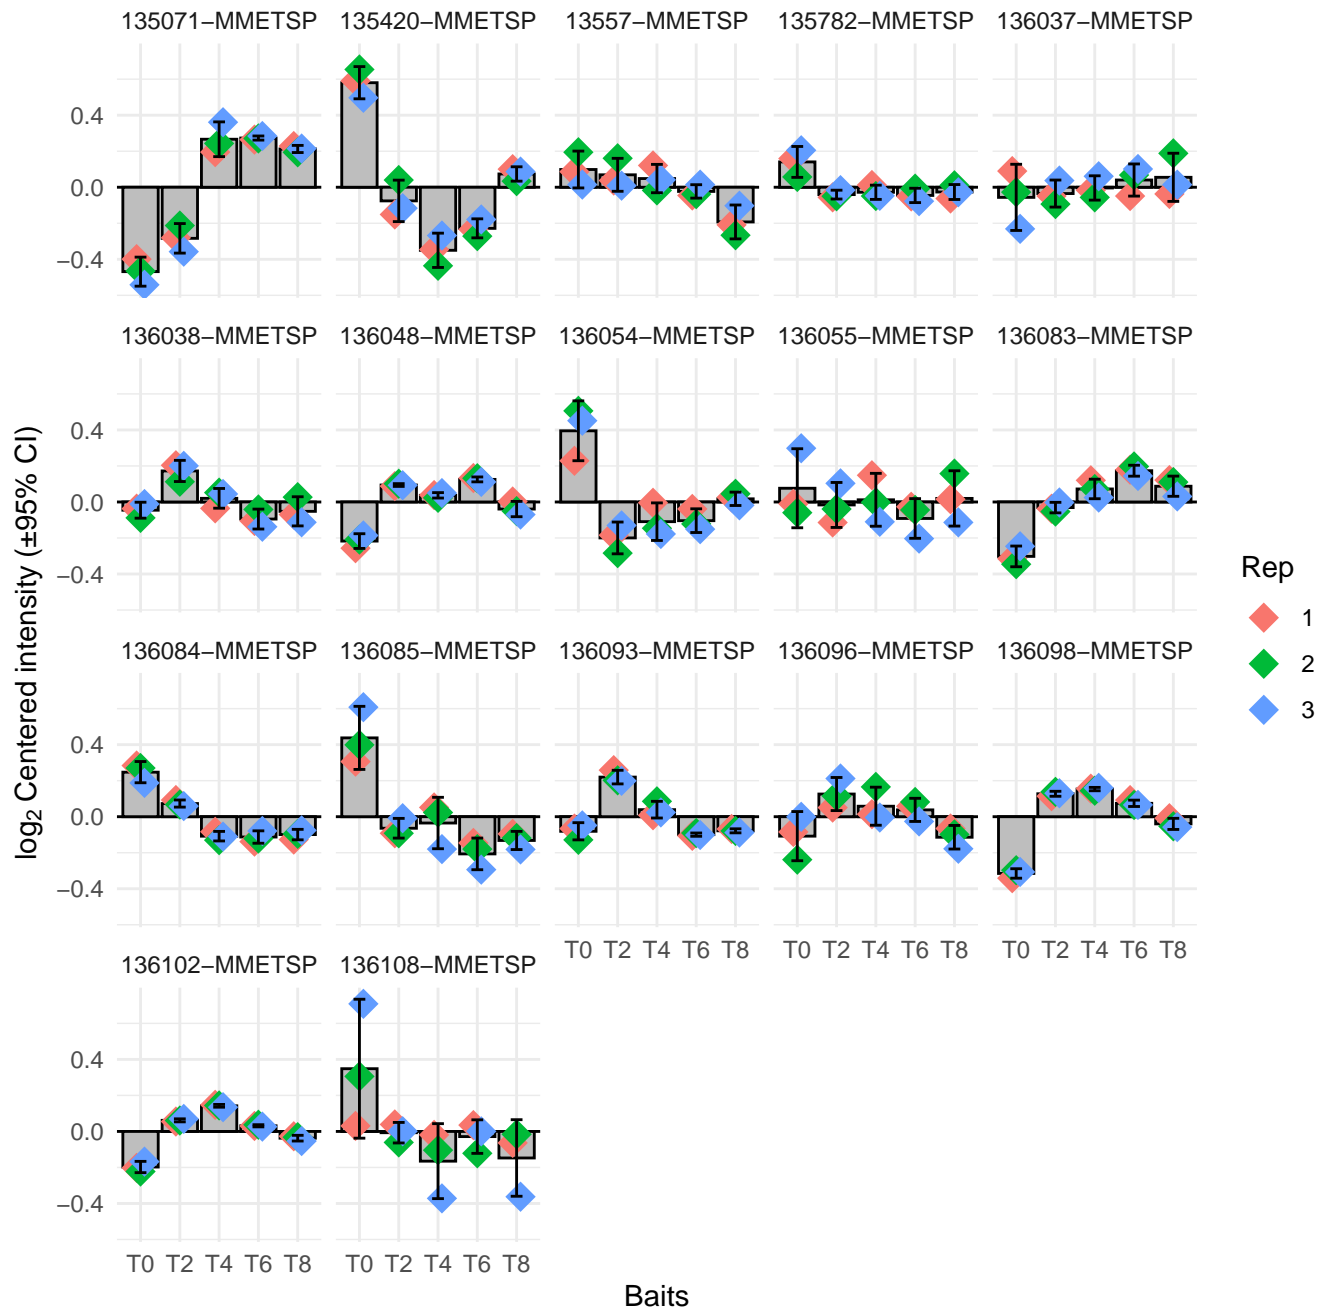 135071−MMETSP 135420−MMETSP 13557−MMETSP 135782−MMETSP 136037−MMETSP
0.4
0.0
−0.4
136038−MMETSP 136048−MMETSP 136054−MMETSP 136055−MMETSP 136083−MMETSP
0.4
0.0
−0.4
136084−MMETSP 136085−MMETSP 136093−MMETSP 136096−MMETSP 136098−MMETSP
0.4
0.0
−0.4
T0 T2 T4 T6 T8 T0 T2 T4 T6 T8 T0 T2 T4 T6 T8
136102−MMETSP 136108−MMETSP
0.4
0.0
−0.4
T0 T2 T4 T6 T8 T0 T2 T4 T6 T8
Baits
log₂ Centered intensity (±95% CI)
Rep
1
2
3